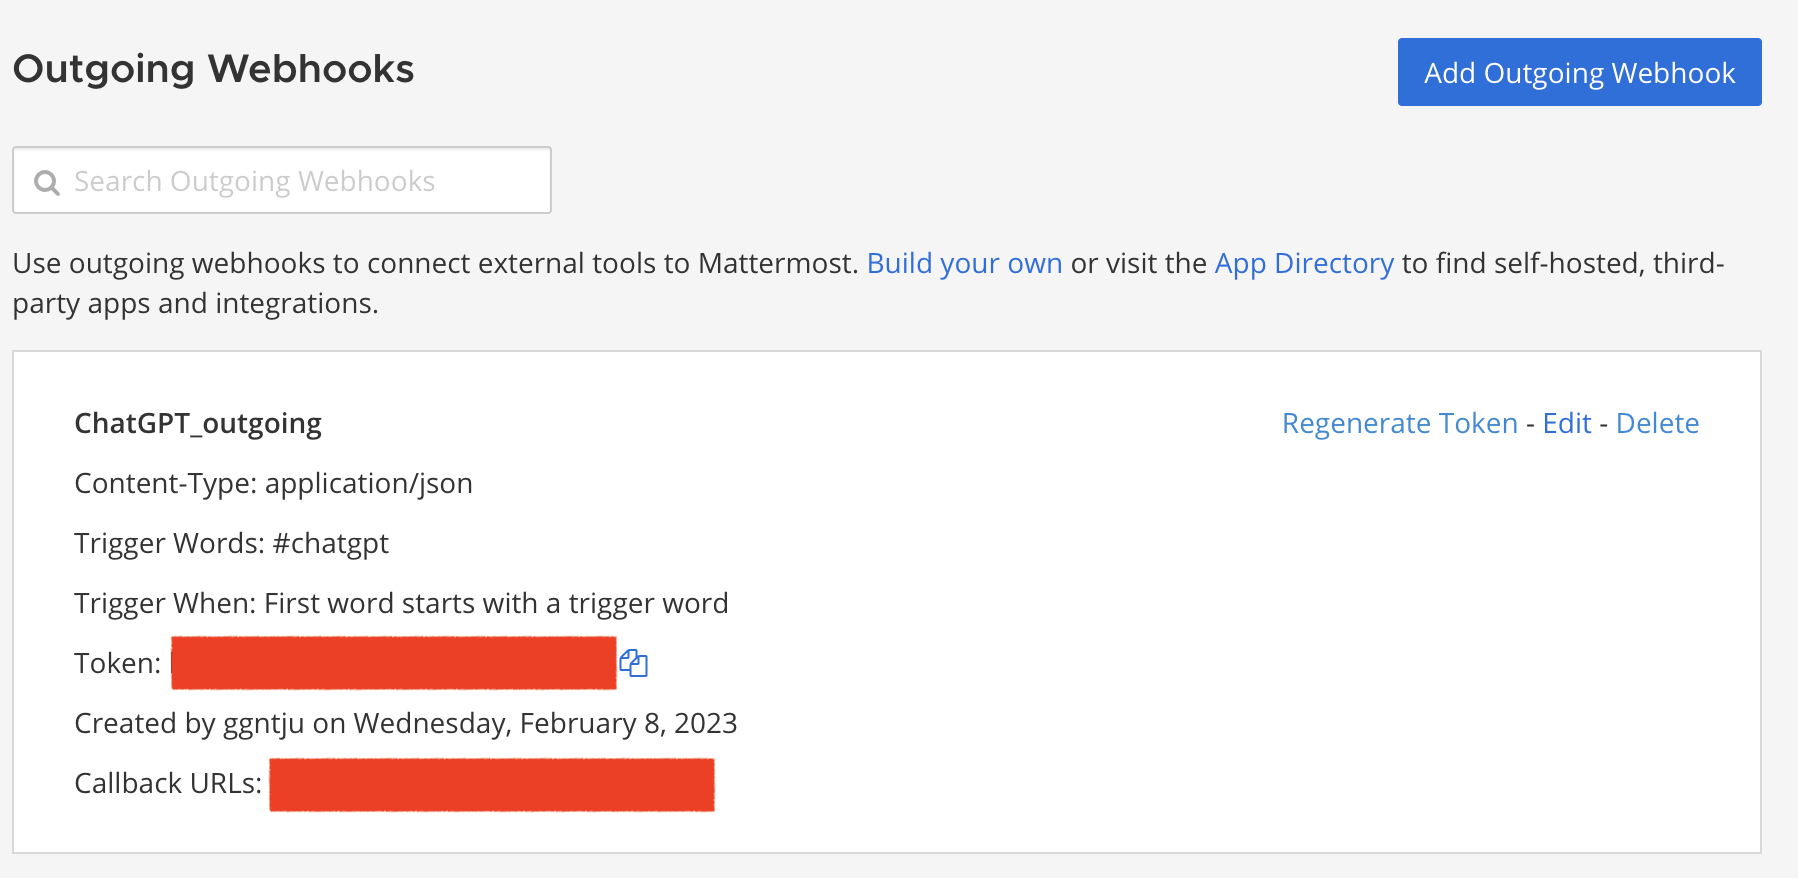 Outgoing Webhooks
Add Outgoing Webhook
Search Outgoing Webhooks
Use outgoing webhooks to connect external tools to Mattermost. Build your own or visit the App Directory to find self-hosted, third-
party apps and integrations.
ChatGPT_outgoing
Regenerate Token - Edit - Delete
Content-Type: application/json
Trigger Words: #chatgpt
Trigger When: First word starts with a trigger word
Token:
Created by ggntju on Wednesday, February 8, 2023
Callback URLs: